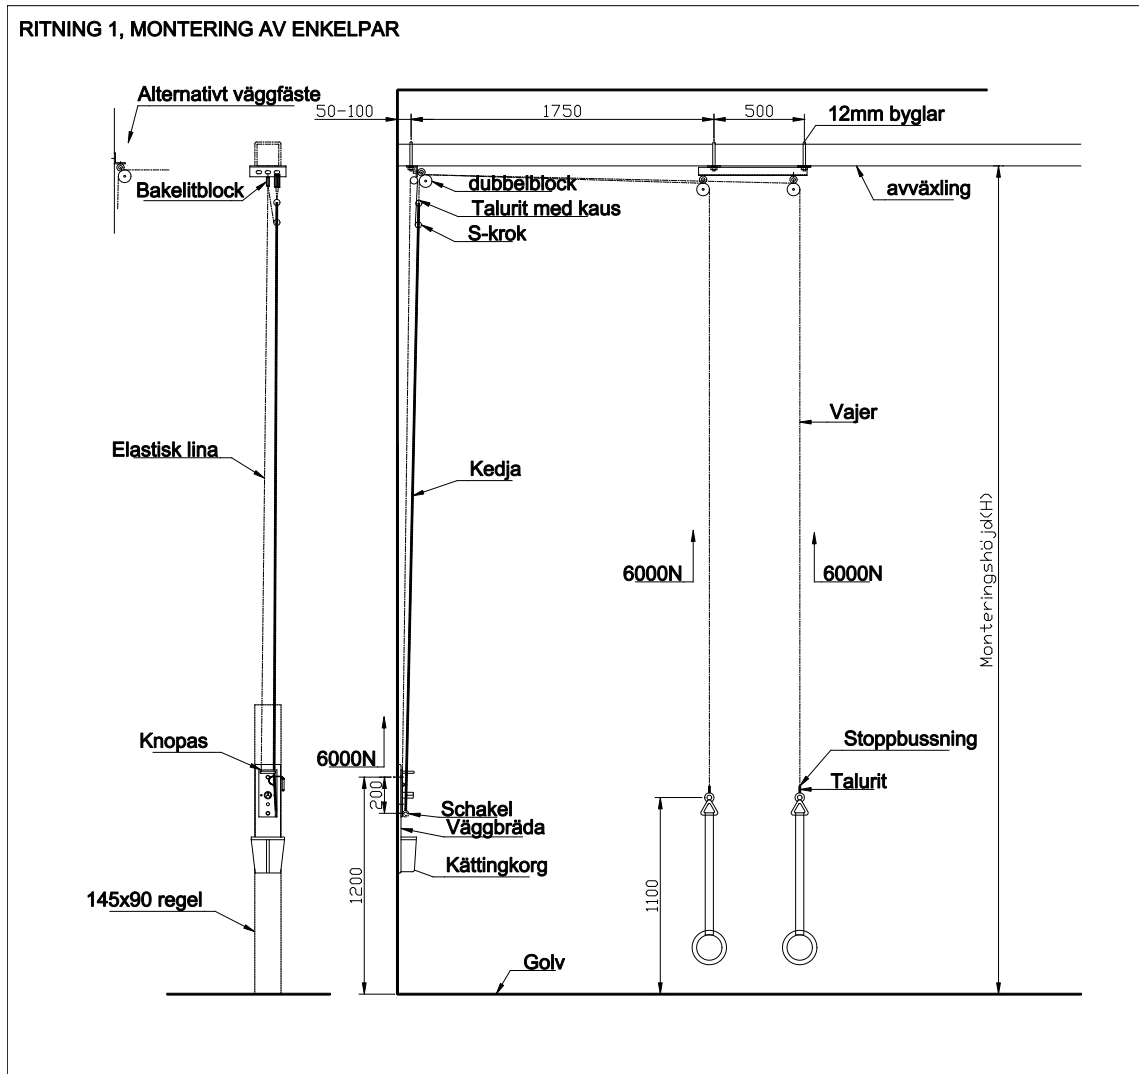 RITNING 1, MONTERING AV ENKELPAR
Alternativt väggfäste
50-100
1750
500
12mm byglar
Bakelitblock
dubbelblock
avväxling
Talurit med kaus
S-krok
Vajer
Elastisk lina
Kedja
Monteringshöjd(H)
6000N
6000N
Knopas
6000N
Stoppbussning
Talurit
200
Schakel
Väggbräda
Kättingkorg
1200
1100
145x90 regel
Golv